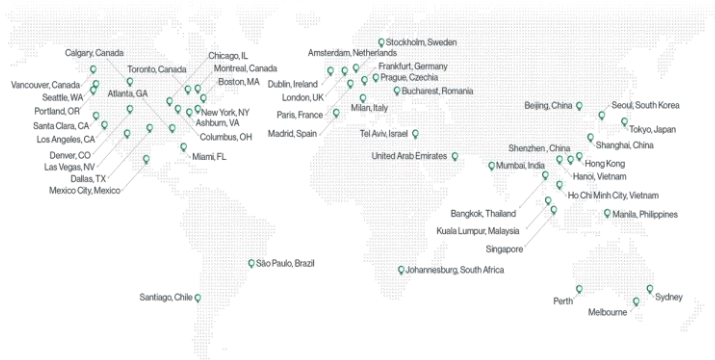 Stockholm, Sweden
Calgary, Canada
Chicago, IL
Amsterdam, Netherlands
Toronto, Canada
Montreal, Canada
Frankfurt, Germany
Vancouver, Canada
Boston, MA
Dublin, Ireland
Prague, Czechia
Seattle, WA
Atlanta, GA
London, UK
Bucharest, Romania
Portland, OR
New York, NY
Paris, France
Milan, Italy
Beijing, China
Seoul, South Korea
Santa Clara, CA
Ashburn, VA
Madrid, Spain
Tel Aviv, Israel
Tokyo, Japan
Los Angeles, CA
Columbus, OH
Shanghai, China
Denver, CO
Miami, FL
United Arab Emirates
Shenzhen , China
Las Vegas, NV
Mumbai, India
Hong Kong
Dallas, TX
Hanoi, Vietnam
Mexico City, Mexico
Ho Chi Minh City, Vietnam
Bangkok, Thailand
Manila, Philippines
Kuala Lumpur, Malaysia
Singapore
São Paulo, Brazil
Johannesburg, South Africa
Santiago, Chile
Perth
Sydney
Melbourne